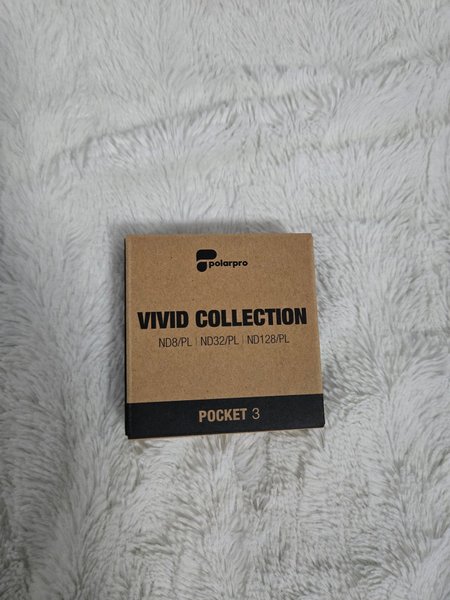 polarpro
VIVID COLLECTION
ND8/PL | ND32/PL | ND128/PL
POCKET 3